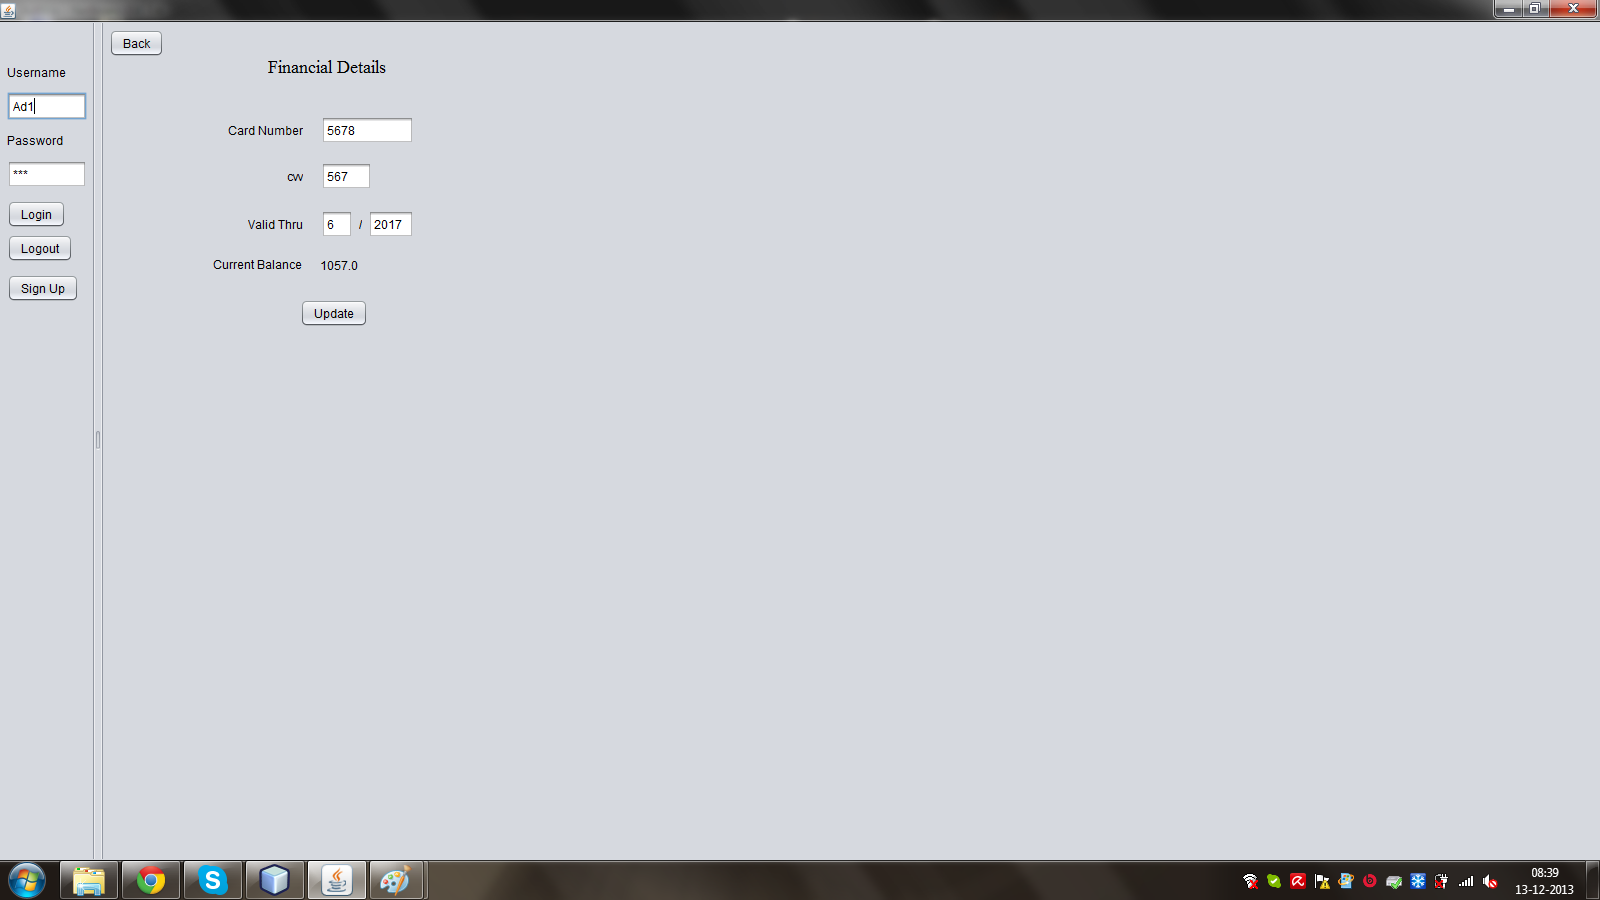 Back
Financial Details
Username
Ad1
Password
***
Login
Logout
Sign Up
Card Number 5678
cvv 567
Valid Thru 6 / 2017
Current Balance 1057.0
Update
08:39
13-12-2013